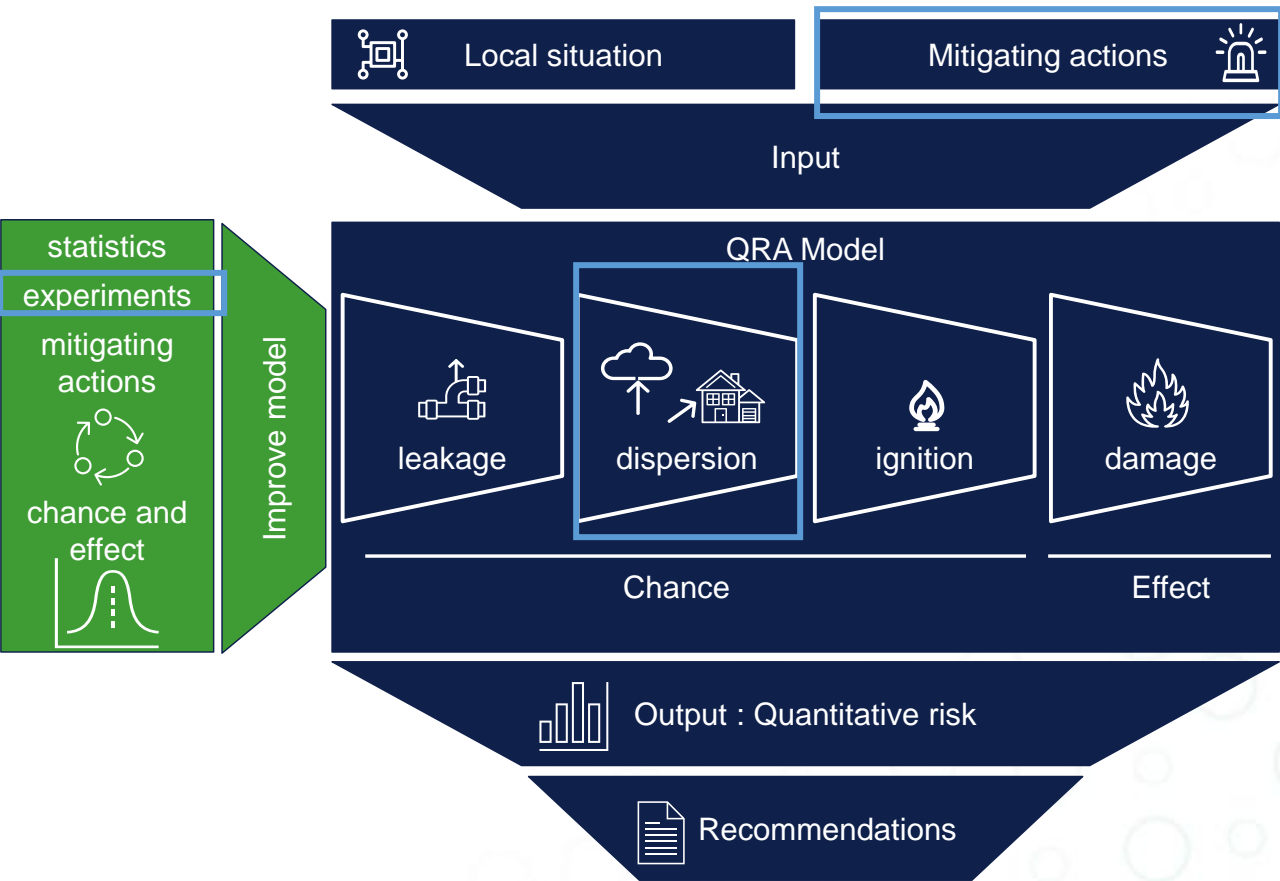 Local situation
Mitigating actions
Input
statistics
experiments
mitigating
actions
chance and
effect
Improve model
QRA Model
leakage
dispersion
ignition
damage
Chance
Effect
Output : Quantitative risk
Recommendations